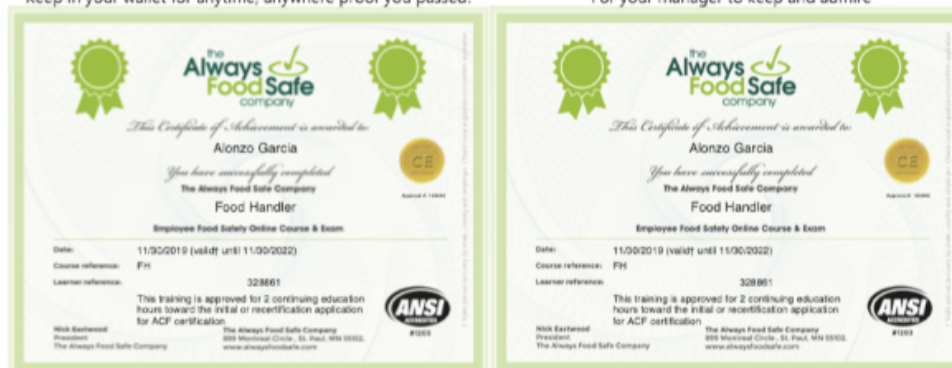 Keep in your wallet for anytime, anywhere proof you passed!
the
Always
Food Safe
company
This Certificate of Achievement is awarded to:
Alonzo Garcia
You have successfully completed
The Always Food Safe Company
Food Handler
Employee Food Safety Online Course & Exam
CE
Date: 11/30/2019 (valid† until 11/30/2022)
Course reference: FH
Learner reference: 328861
This training is approved for 2 continuing education
hours toward the initial or recertification application
for ACF certification
Nick Eastwood
President
The Always Food Safe Company
The Always Food Safe Company
899 Montreal Circle, St. Paul, MN 55102.
www.alwaysfoodsafe.com
ANSI
ACCREDITED
#1203
For your manager to keep and admire
the
Always
Food Safe
company
This Certificate of Achievement is awarded to:
Alonzo Garcia
You have successfully completed
The Always Food Safe Company
Food Handler
Employee Food Safety Online Course & Exam
CE
Date: 11/30/2019 (valid† until 11/30/2022)
Course reference: FH
Learner reference: 328861
This training is approved for 2 continuing education
hours toward the initial or recertification application
for ACF certification
Nick Eastwood
President
The Always Food Safe Company
The Always Food Safe Company
899 Montreal Circle, St. Paul, MN 55102.
www.alwaysfoodsafe.com
ANSI
ACCREDITED
#1203